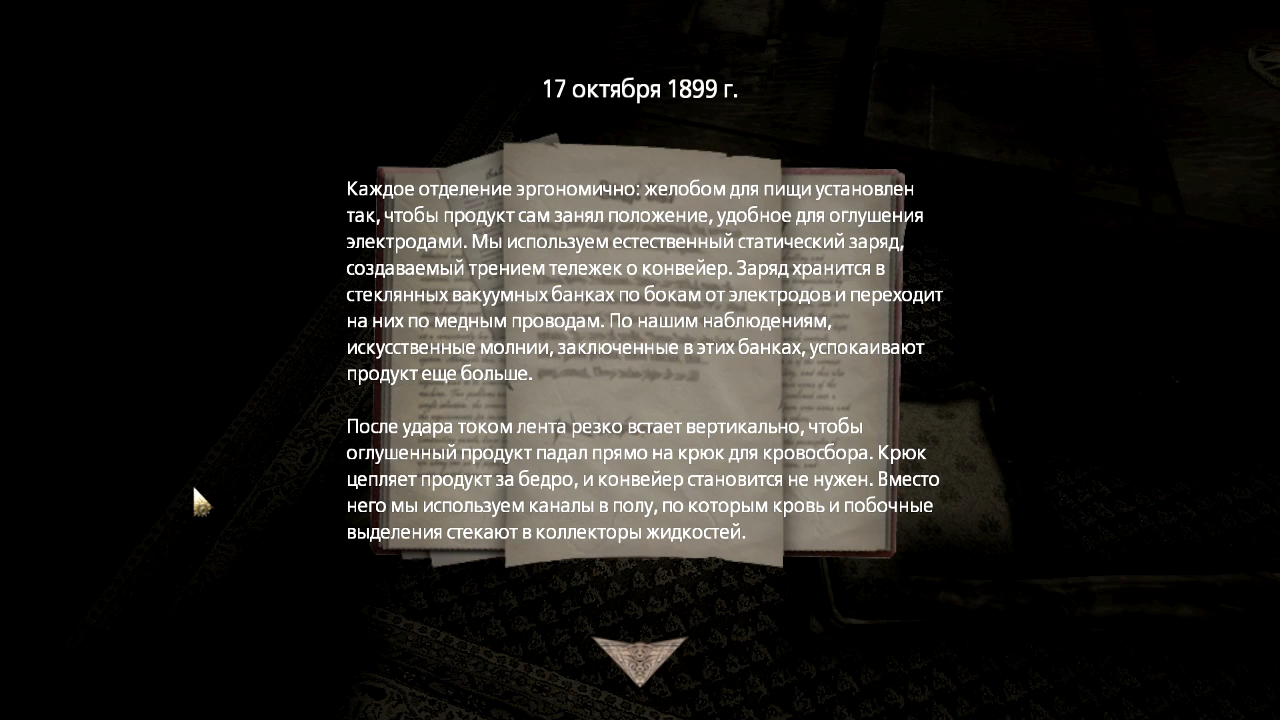 17 октября 1899 г.
Каждое отделение эргономично: желобом для пищи установлен
так, чтобы продукт сам занял положение, удобное для оглушения
электродами. Мы используем естественный статический заряд,
создаваемый трением тележек о конвейер. Заряд хранится в
стеклянных вакуумных банках по бокам от электродов и переходит
на них по медным проводам. По нашим наблюдениям,
искусственные молнии, заключенные в этих банках, успокаивают
продукт еще больше.
После удара током лента резко встает вертикально, чтобы
оглушенный продукт падал прямо на крюк для кровосбора. Крюк
цепляет продукт за бедро, и конвейер становится не нужен. Вместо
него мы используем каналы в полу, по которым кровь и побочные
выделения стекают в коллекторы жидкостей.